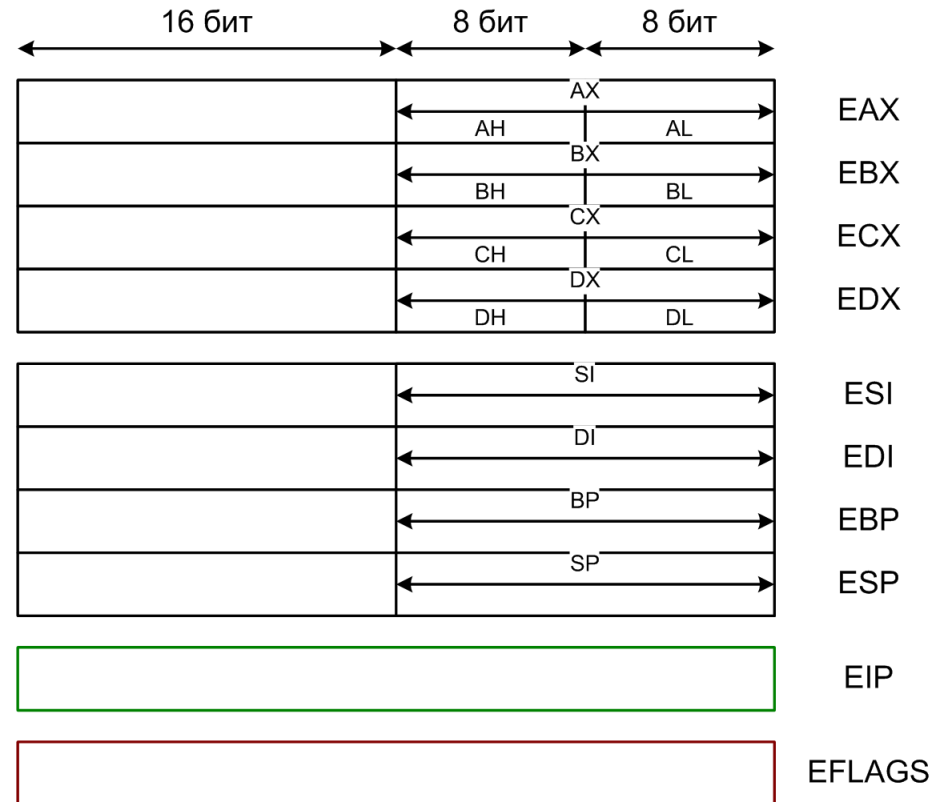 16 бит 8 бит 8 бит
AX
AH AL EAX
BX
BH BL EBX
CX
CH CL ECX
DX
DH DL EDX
SI ESI
DI EDI
BP EBP
SP ESP
EIP
EFLAGS